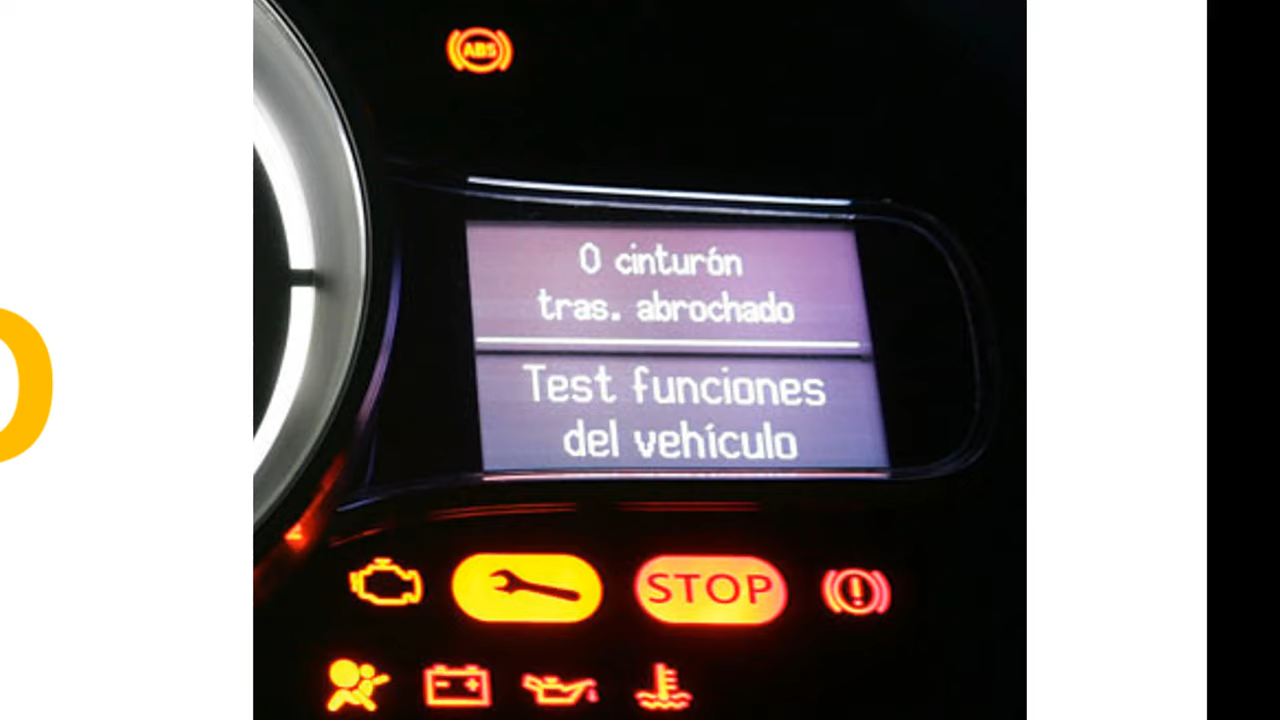 ABS
0 cinturón
tras. abrochado
Test funciones
del vehículo
STOP